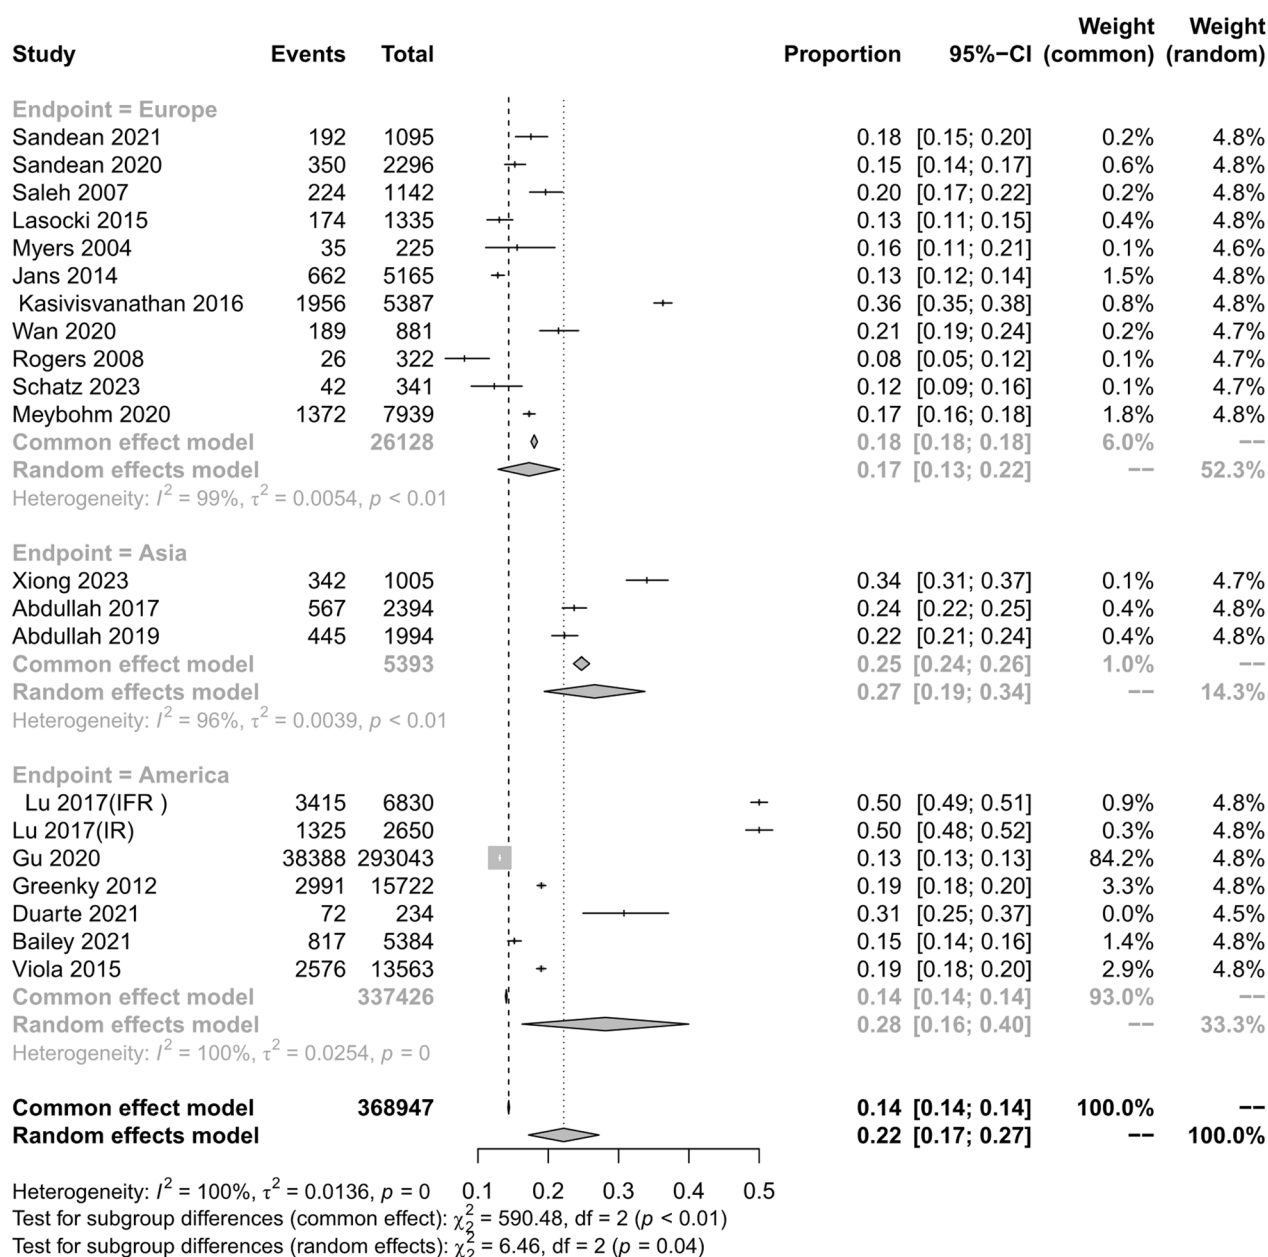 Study Events Total Proportion 95%−CI Weight (common) Weight (random)
Endpoint = Europe
Sandean 2021 192 1095 0.18 [0.15; 0.20] 0.2% 4.8%
Sandean 2020 350 2296 0.15 [0.14; 0.17] 0.6% 4.8%
Saleh 2007 224 1142 0.20 [0.17; 0.22] 0.2% 4.8%
Lasocki 2015 174 1335 0.13 [0.11; 0.15] 0.4% 4.8%
Myers 2004 35 225 0.16 [0.11; 0.21] 0.1% 4.6%
Jans 2014 662 5165 0.13 [0.12; 0.14] 1.5% 4.8%
Kasivisvanathan 2016 1956 5387 0.36 [0.35; 0.38] 0.8% 4.8%
Wan 2020 189 881 0.21 [0.19; 0.24] 0.2% 4.7%
Rogers 2008 26 322 0.08 [0.05; 0.12] 0.1% 4.7%
Schatz 2023 42 341 0.12 [0.09; 0.16] 0.1% 4.7%
Meybohm 2020 1372 7939 0.17 [0.16; 0.18] 1.8% 4.8%
Common effect model 26128 0.18 [0.18; 0.18] 6.0% −−
Random effects model 0.17 [0.13; 0.22] −− 52.3%
Heterogeneity: I² = 99%, τ² = 0.0054, p < 0.01
Endpoint = Asia
Xiong 2023 342 1005 0.34 [0.31; 0.37] 0.1% 4.7%
Abdullah 2017 567 2394 0.24 [0.22; 0.25] 0.4% 4.8%
Abdullah 2019 445 1994 0.22 [0.21; 0.24] 0.4% 4.8%
Common effect model 5393 0.25 [0.24; 0.26] 1.0% −−
Random effects model 0.27 [0.19; 0.34] −− 14.3%
Heterogeneity: I² = 96%, τ² = 0.0039, p < 0.01
Endpoint = America
Lu 2017(IFR ) 3415 6830 0.50 [0.49; 0.51] 0.9% 4.8%
Lu 2017(IR) 1325 2650 0.50 [0.48; 0.52] 0.3% 4.8%
Gu 2020 38388 293043 0.13 [0.13; 0.13] 84.2% 4.8%
Greenky 2012 2991 15722 0.19 [0.18; 0.20] 3.3% 4.8%
Duarte 2021 72 234 0.31 [0.25; 0.37] 0.0% 4.5%
Bailey 2021 817 5384 0.15 [0.14; 0.16] 1.4% 4.8%
Viola 2015 2576 13563 0.19 [0.18; 0.20] 2.9% 4.8%
Common effect model 337426 0.14 [0.14; 0.14] 93.0% −−
Random effects model 0.28 [0.16; 0.40] −− 33.3%
Heterogeneity: I² = 100%, τ² = 0.0254, p = 0
Common effect model 368947 0.14 [0.14; 0.14] 100.0% −−
Random effects model 0.22 [0.17; 0.27] −− 100.0%
Heterogeneity: I² = 100%, τ² = 0.0136, p = 0 0.1 0.2 0.3 0.4 0.5
Test for subgroup differences (common effect): χ²₂ = 590.48, df = 2 (p < 0.01)
Test for subgroup differences (random effects): χ²₂ = 6.46, df = 2 (p = 0.04)